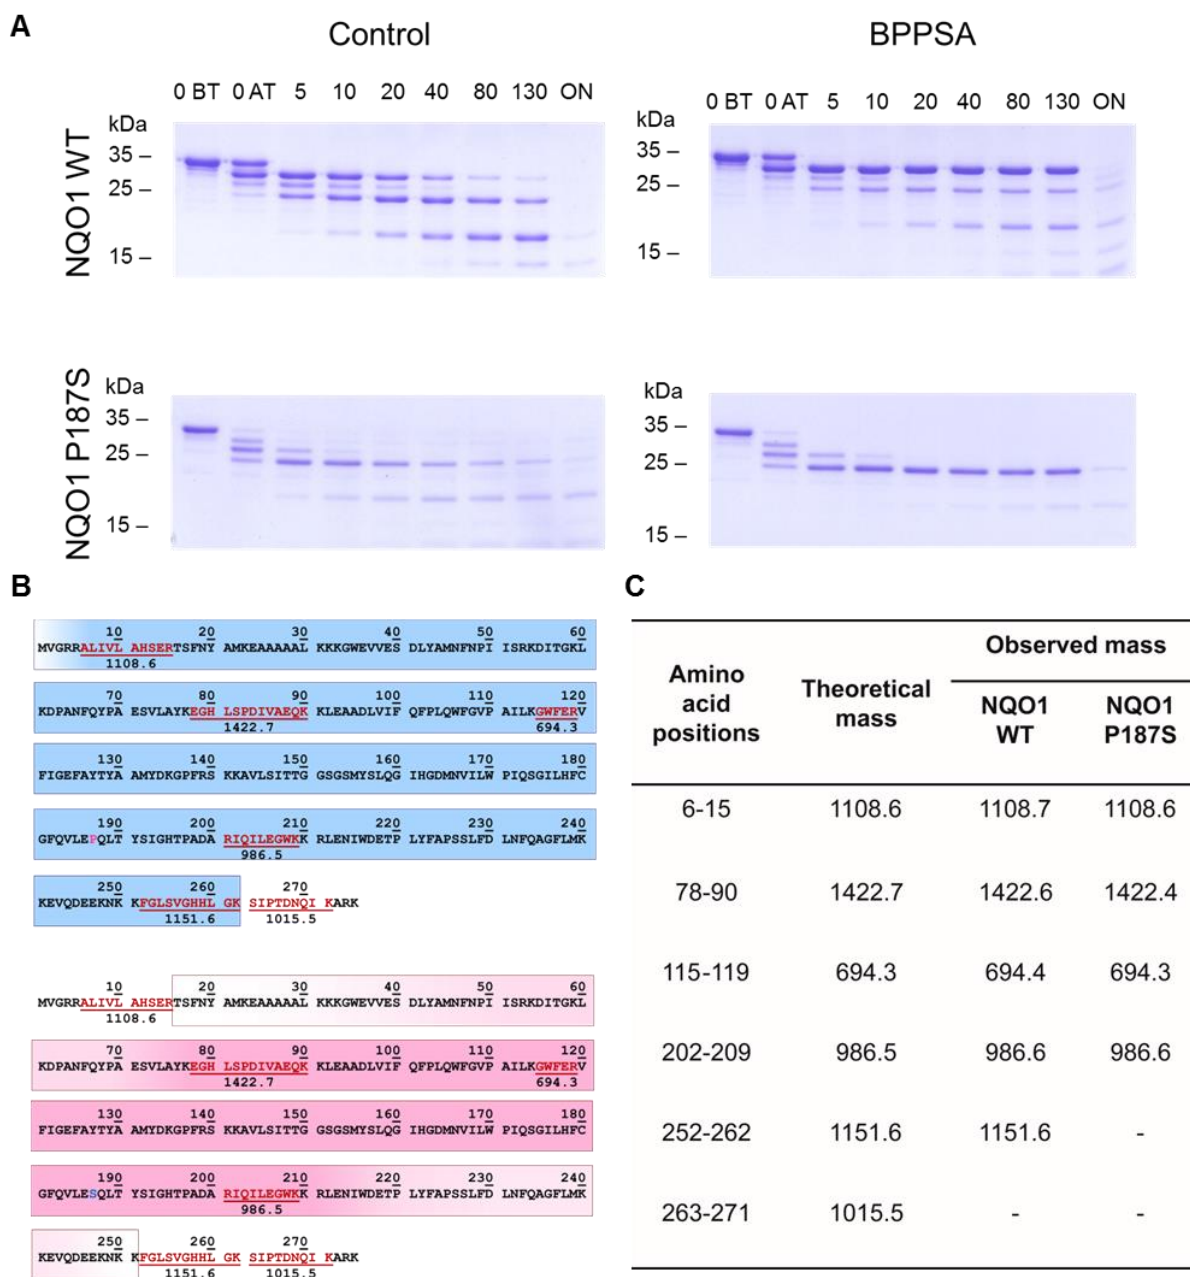 A
Control
BPPSA
0 BT 0 AT 5 10 20 40 80 130 ON
0 BT 0 AT 5 10 20 40 80 130 ON
NQO1 WT
kDa
35 –
25 –
15 –
kDa
35 –
25 –
15 –
NQO1 P187S
kDa
35 –
25 –
15 –
kDa
35 –
25 –
15 –
B
10 20 30 40 50 60
MVGRRALIVL AHSERTSFNY AMKEAAAAAL KKKGWEVVES DLYAMNFNPI ISRKDITGKL
1108.6
70 80 90 100 110 120
KDPANFQYPA ESVLAYKEGH LSPDIVAEQK KLEAADLVIF QFPLQWFGVP AILKGWFERV
1422.7 694.3
130 140 150 160 170 180
FIGEFAYTYA AMYDKGPFRS KKAVLSITTG GSGSMYSLQG IHGDMNVILW PIQSGILHFC
190 200 210 220 230 240
GFQVLEPQLT YSIGHTPADA RIQILEGWKK RLENIWDETP LYFAPSSLFD LNFQAGFLMK
986.5
250 260 270
KEVQDEEKNK KFGLSVGHHL GK SIPTDNQI KARK
1151.6 1015.5
10 20 30 40 50 60
MVGRRALIVL AHSERTSFNY AMKEAAAAAL KKKGWEVVES DLYAMNFNPI ISRKDITGKL
1108.6
70 80 90 100 110 120
KDPANFQYPA ESVLAYKEGH LSPDIVAEQK KLEAADLVIF QFPLQWFGVP AILKGWFERV
1422.7 694.3
130 140 150 160 170 180
FIGEFAYTYA AMYDKGPFRS KKAVLSITTG GSGSMYSLQG IHGDMNVILW PIQSGILHFC
190 200 210 220 230 240
GFQVLESQLT YSIGHTPADA RIQILEGWKK RLENIWDETP LYFAPSSLFD LNFQAGFLMK
986.5
250 260 270
KEVQDEEKNK KFGLSVGHHL GK SIPTDNQI KARK
1151.6 1015.5
C
Amino acid positions
Theoretical mass
Observed mass
NQO1 WT
NQO1 P187S
6-15 1108.6 1108.7 1108.6
78-90 1422.7 1422.6 1422.4
115-119 694.3 694.4 694.3
202-209 986.5 986.6 986.6
252-262 1151.6 1151.6 -
263-271 1015.5 - -